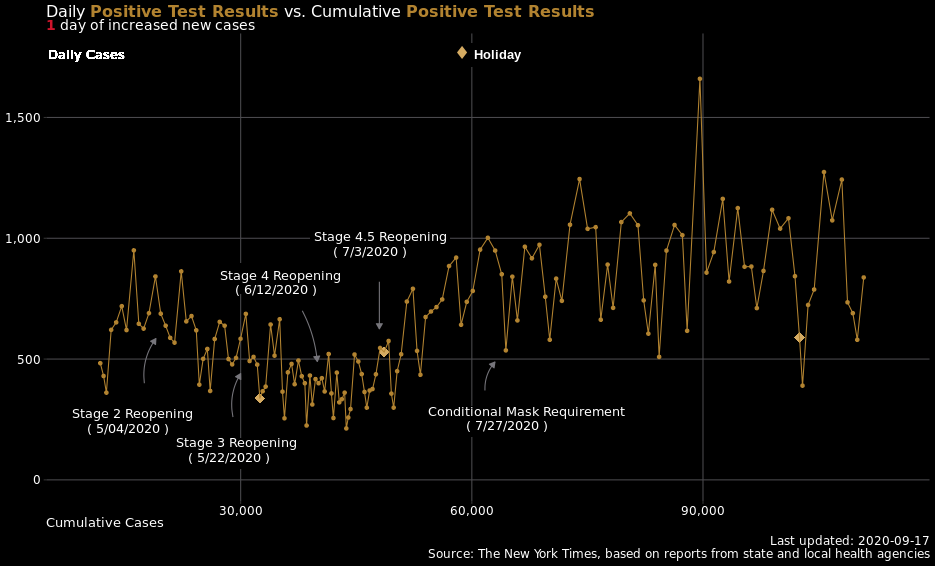 Daily Positive Test Results vs. Cumulative Positive Test Results
1 day of increased new cases
Daily Cases
Holiday
1,500
1,000
500
0
Stage 4.5 Reopening
( 7/3/2020 )
Stage 4 Reopening
( 6/12/2020 )
Stage 2 Reopening
( 5/04/2020 )
Stage 3 Reopening
( 5/22/2020 )
Conditional Mask Requirement
( 7/27/2020 )
30,000
60,000
90,000
Cumulative Cases
Last updated: 2020-09-17
Source: The New York Times, based on reports from state and local health agencies